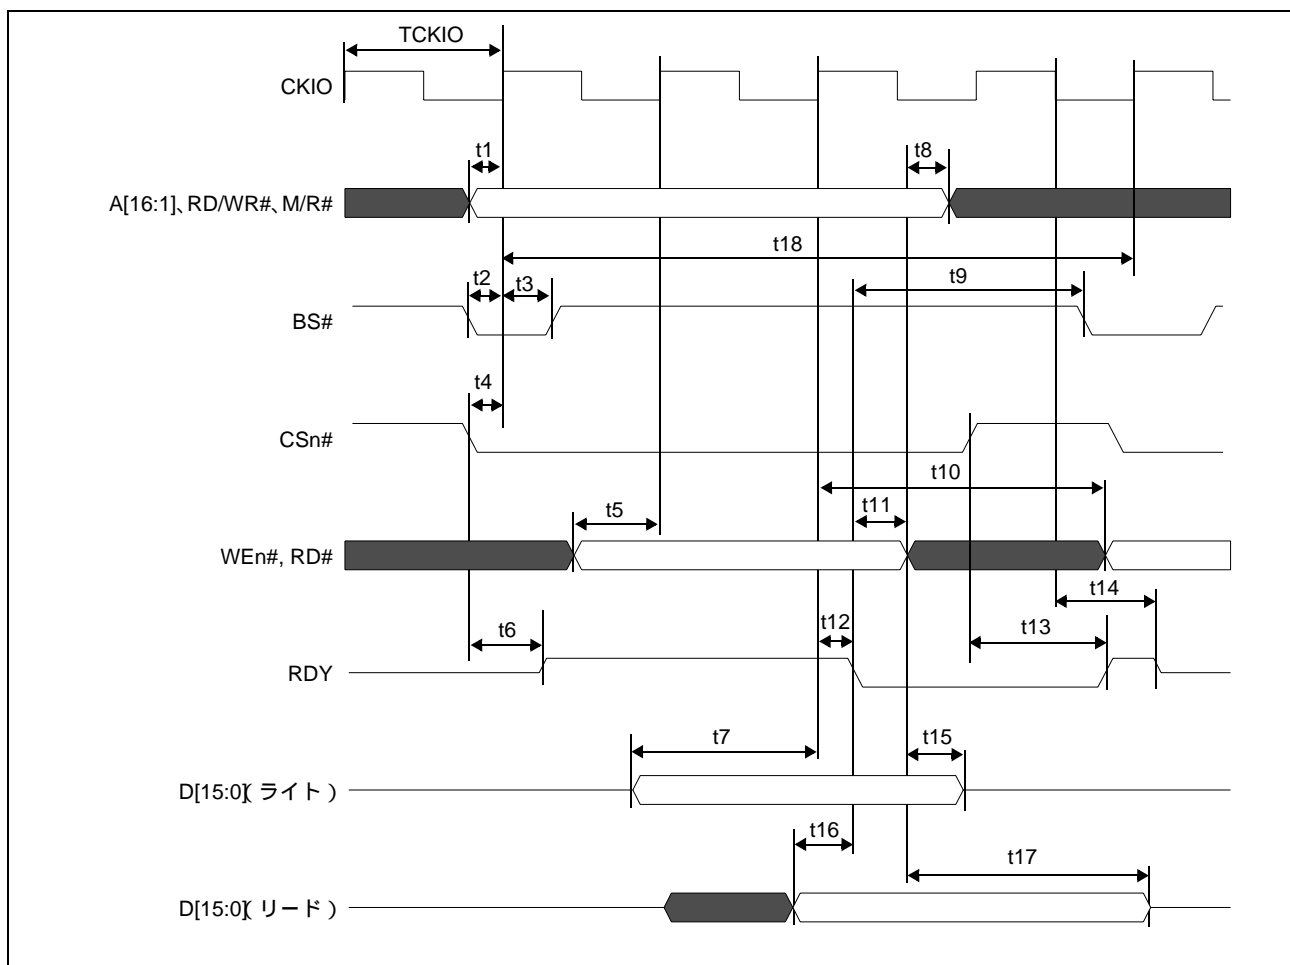 TCKIO
CKIO
t1
t8
A[16:1]、RD/WR#、M/R#
t18
t2
t3
t9
BS#
t4
CSn#
t10
t11
t5
WEn#, RD#
t14
t12
t6
t13
RDY
t7
t15
D[15:0](ライト)
t16
t17
D[15:0](リード)